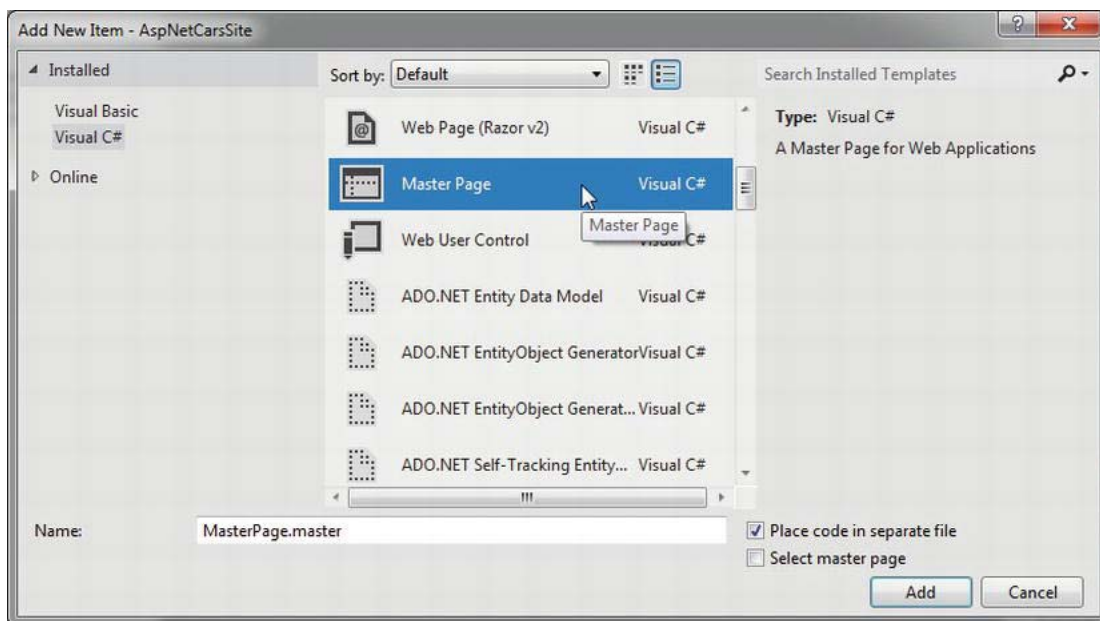 Add New Item - AspNetCarsSite
Installed
Visual Basic
Visual C#
Online
Sort by: Default
Search Installed Templates
Web Page (Razor v2) Visual C#
Master Page Visual C#
Master Page
Web User Control C#
ADO.NET Entity Data Model Visual C#
ADO.NET EntityObject Generator Visual C#
ADO.NET EntityObject Generat... Visual C#
ADO.NET Self-Tracking Entity... Visual C#
Type: Visual C#
A Master Page for Web Applications
Name: MasterPage.master
Place code in separate file
Select master page
Add Cancel